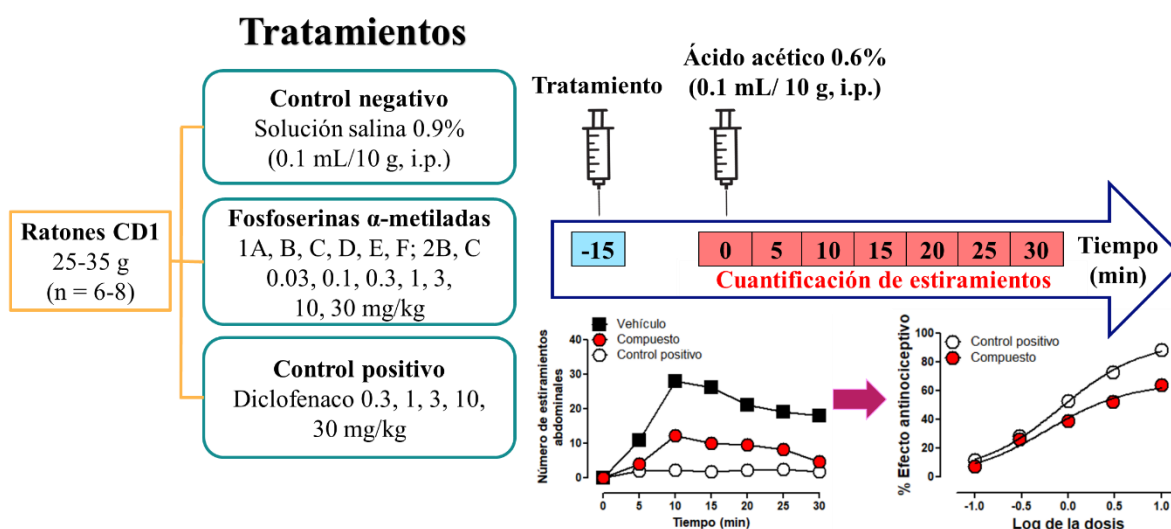 Tratamientos
Ratones CD1
25-35 g
(n = 6-8)
Control negativo
Solución salina 0.9%
(0.1 mL/10 g, i.p.)
Fosfoserinas α-metiladas
1A, B, C, D, E, F; 2B, C
0.03, 0.1, 0.3, 1, 3,
10, 30 mg/kg
Control positivo
Diclofenaco 0.3, 1, 3, 10,
30 mg/kg
Tratamiento
Ácido acético 0.6%
(0.1 mL/ 10 g, i.p.)
-15
0 5 10 15 20 25 30
Cuantificación de estiramientos
Tiempo
(min)
Vehículo
Compuesto
Control positivo
Número de estiramientos
abdominales
40
30
20
10
0
0 5 10 15 20 25 30
Tiempo (min)
Control positivo
Compuesto
% Efecto antinociceptivo
100
80
60
40
20
0
-1.0 -0.5 0.0 0.5 1.0
Log de la dosis